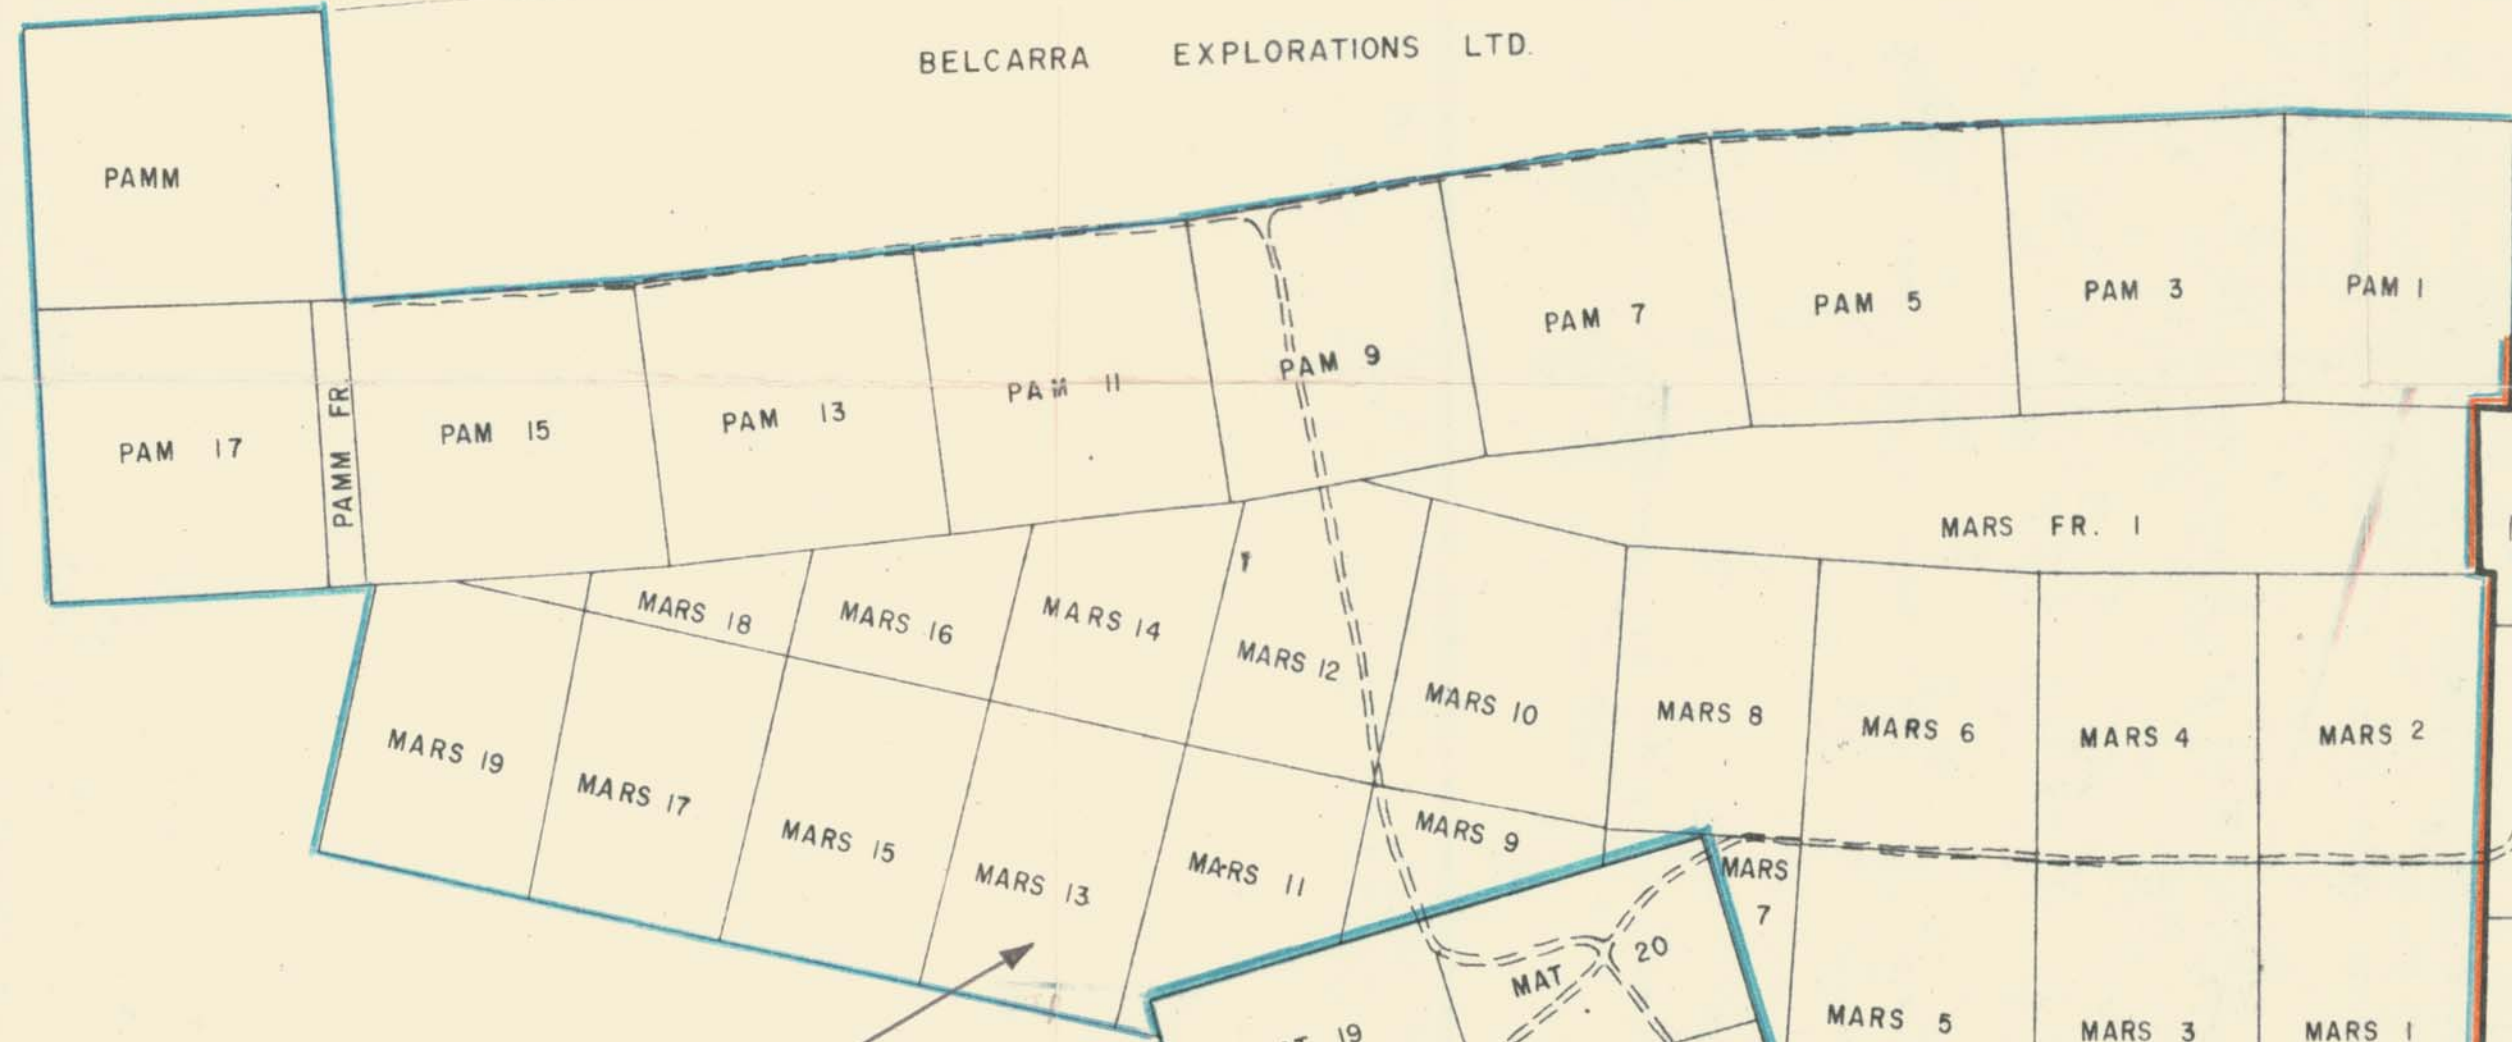 BELCARRA EXPLORATIONS LTD.
PAMM
PAM 17
PAMM FR.
PAM 15
PAM 13
PAM 11
PAM 9
PAM 7
PAM 5
PAM 3
PAM 1
MARS FR. 1
MARS 18
MARS 16
MARS 14
MARS 12
MARS 10
MARS 8
MARS 6
MARS 4
MARS 2
MARS 19
MARS 17
MARS 15
MARS 13
MARS 11
MARS 9
MARS
7
MAT 20
19
MARS 5
MARS 3
MARS 1